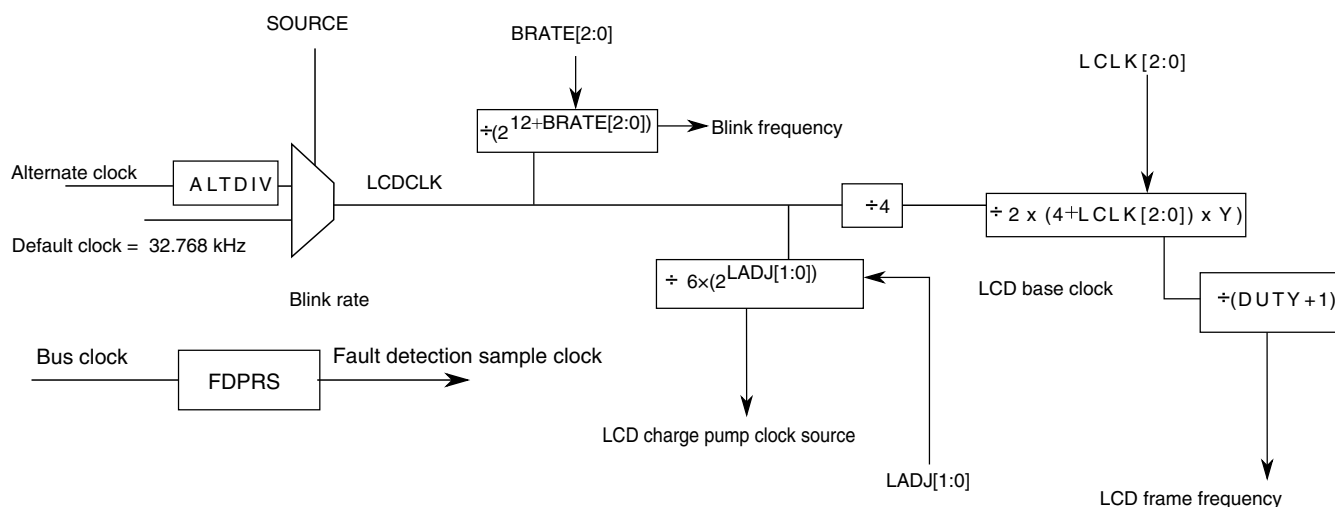 SOURCE
BRATE[2:0]
LCLK[2:0]
÷(2^12+BRATE[2:0])
Blink frequency
Alternate clock
ALTDIV
LCDCLK
÷4
÷ 2 x (4+LCLK[2:0]) x Y)
Default clock = 32.768 kHz
÷ 6×(2^LADJ[1:0])
LCD base clock
Blink rate
÷(DUTY+1)
Bus clock
FDPRS
Fault detection sample clock
LCD charge pump clock source
LADJ[1:0]
LCD frame frequency